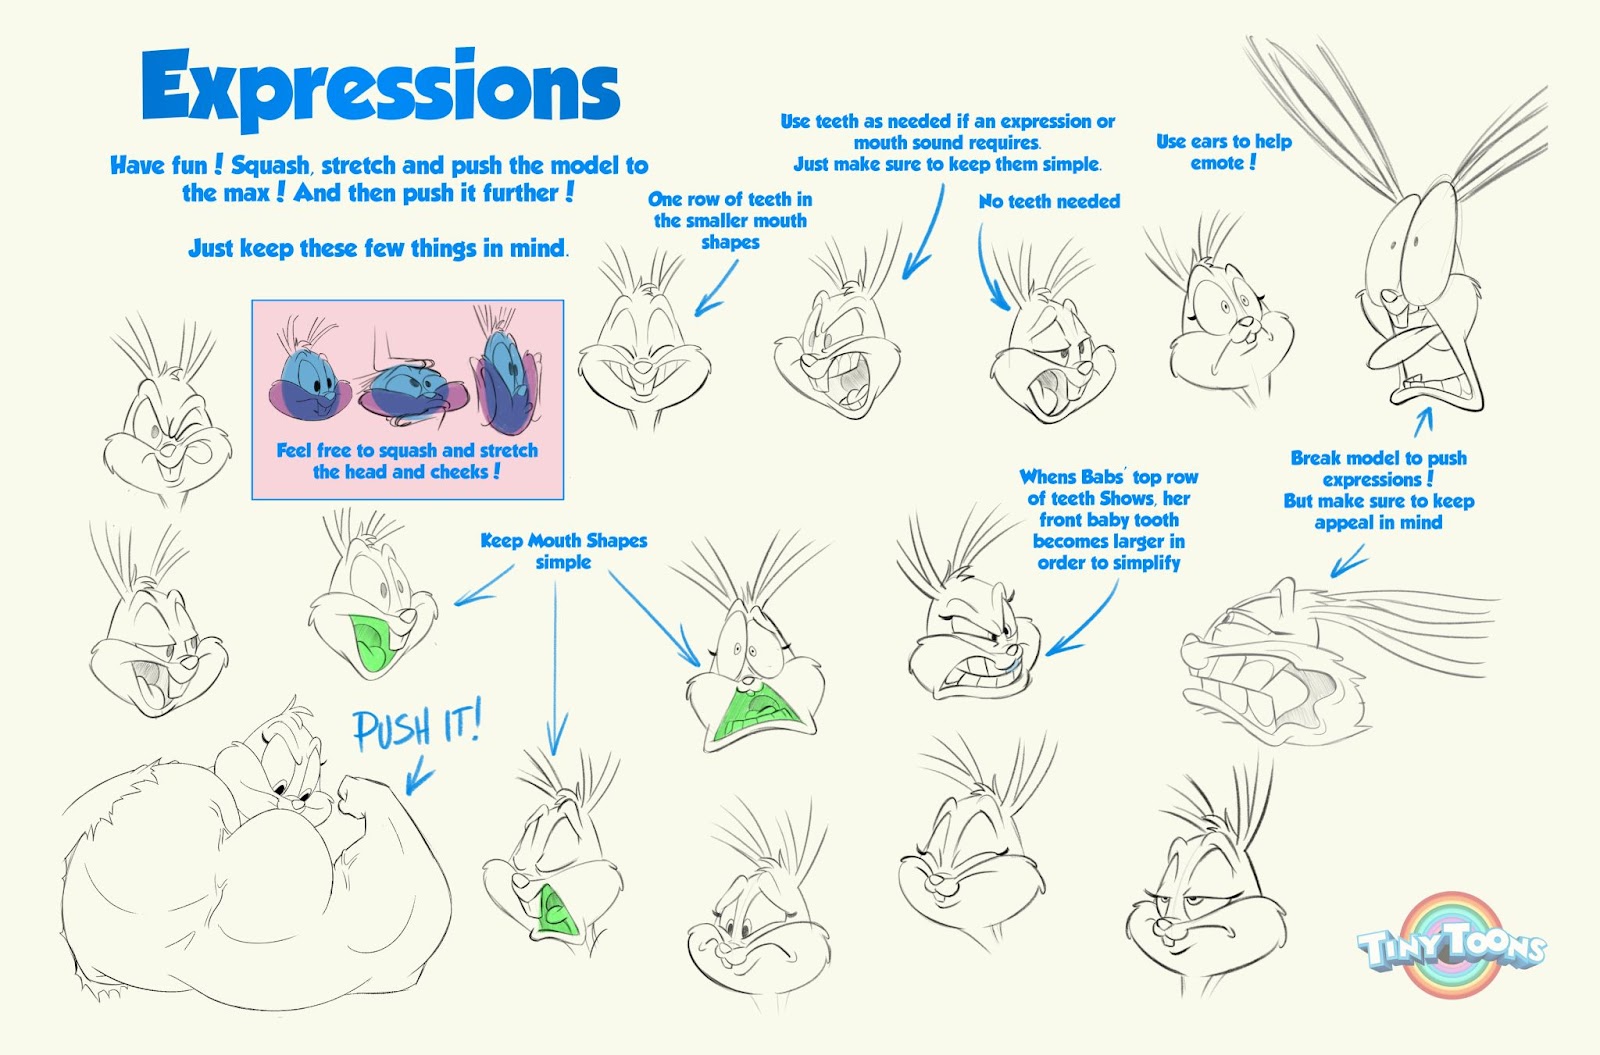 Expressions
Have fun! Squash, stretch and push the model to
the max! And then push it further!
Just keep these few things in mind.
Use teeth as needed if an expression or
mouth sound requires.
Just make sure to keep them simple.
Use ears to help
emote!
One row of teeth in
the smaller mouth
shapes
No teeth needed
Feel free to squash and stretch
the head and cheeks!
Keep Mouth Shapes
simple
Whens Babs' top row
of teeth Shows, her
front baby tooth
becomes larger in
order to simplify
Break model to push
expressions!
But make sure to keep
appeal in mind
PUSH IT!
TINY TOONS